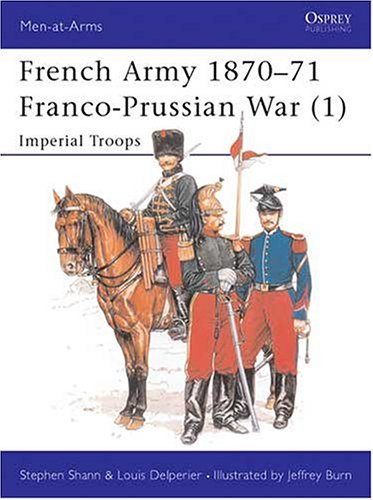 Men-at-Arms
OSPREY
PUBLISHING
French Army 1870–71
Franco-Prussian War (1)
Imperial Troops
Stephen Shann & Louis Delperier • Illustrated by Jeffrey Burn